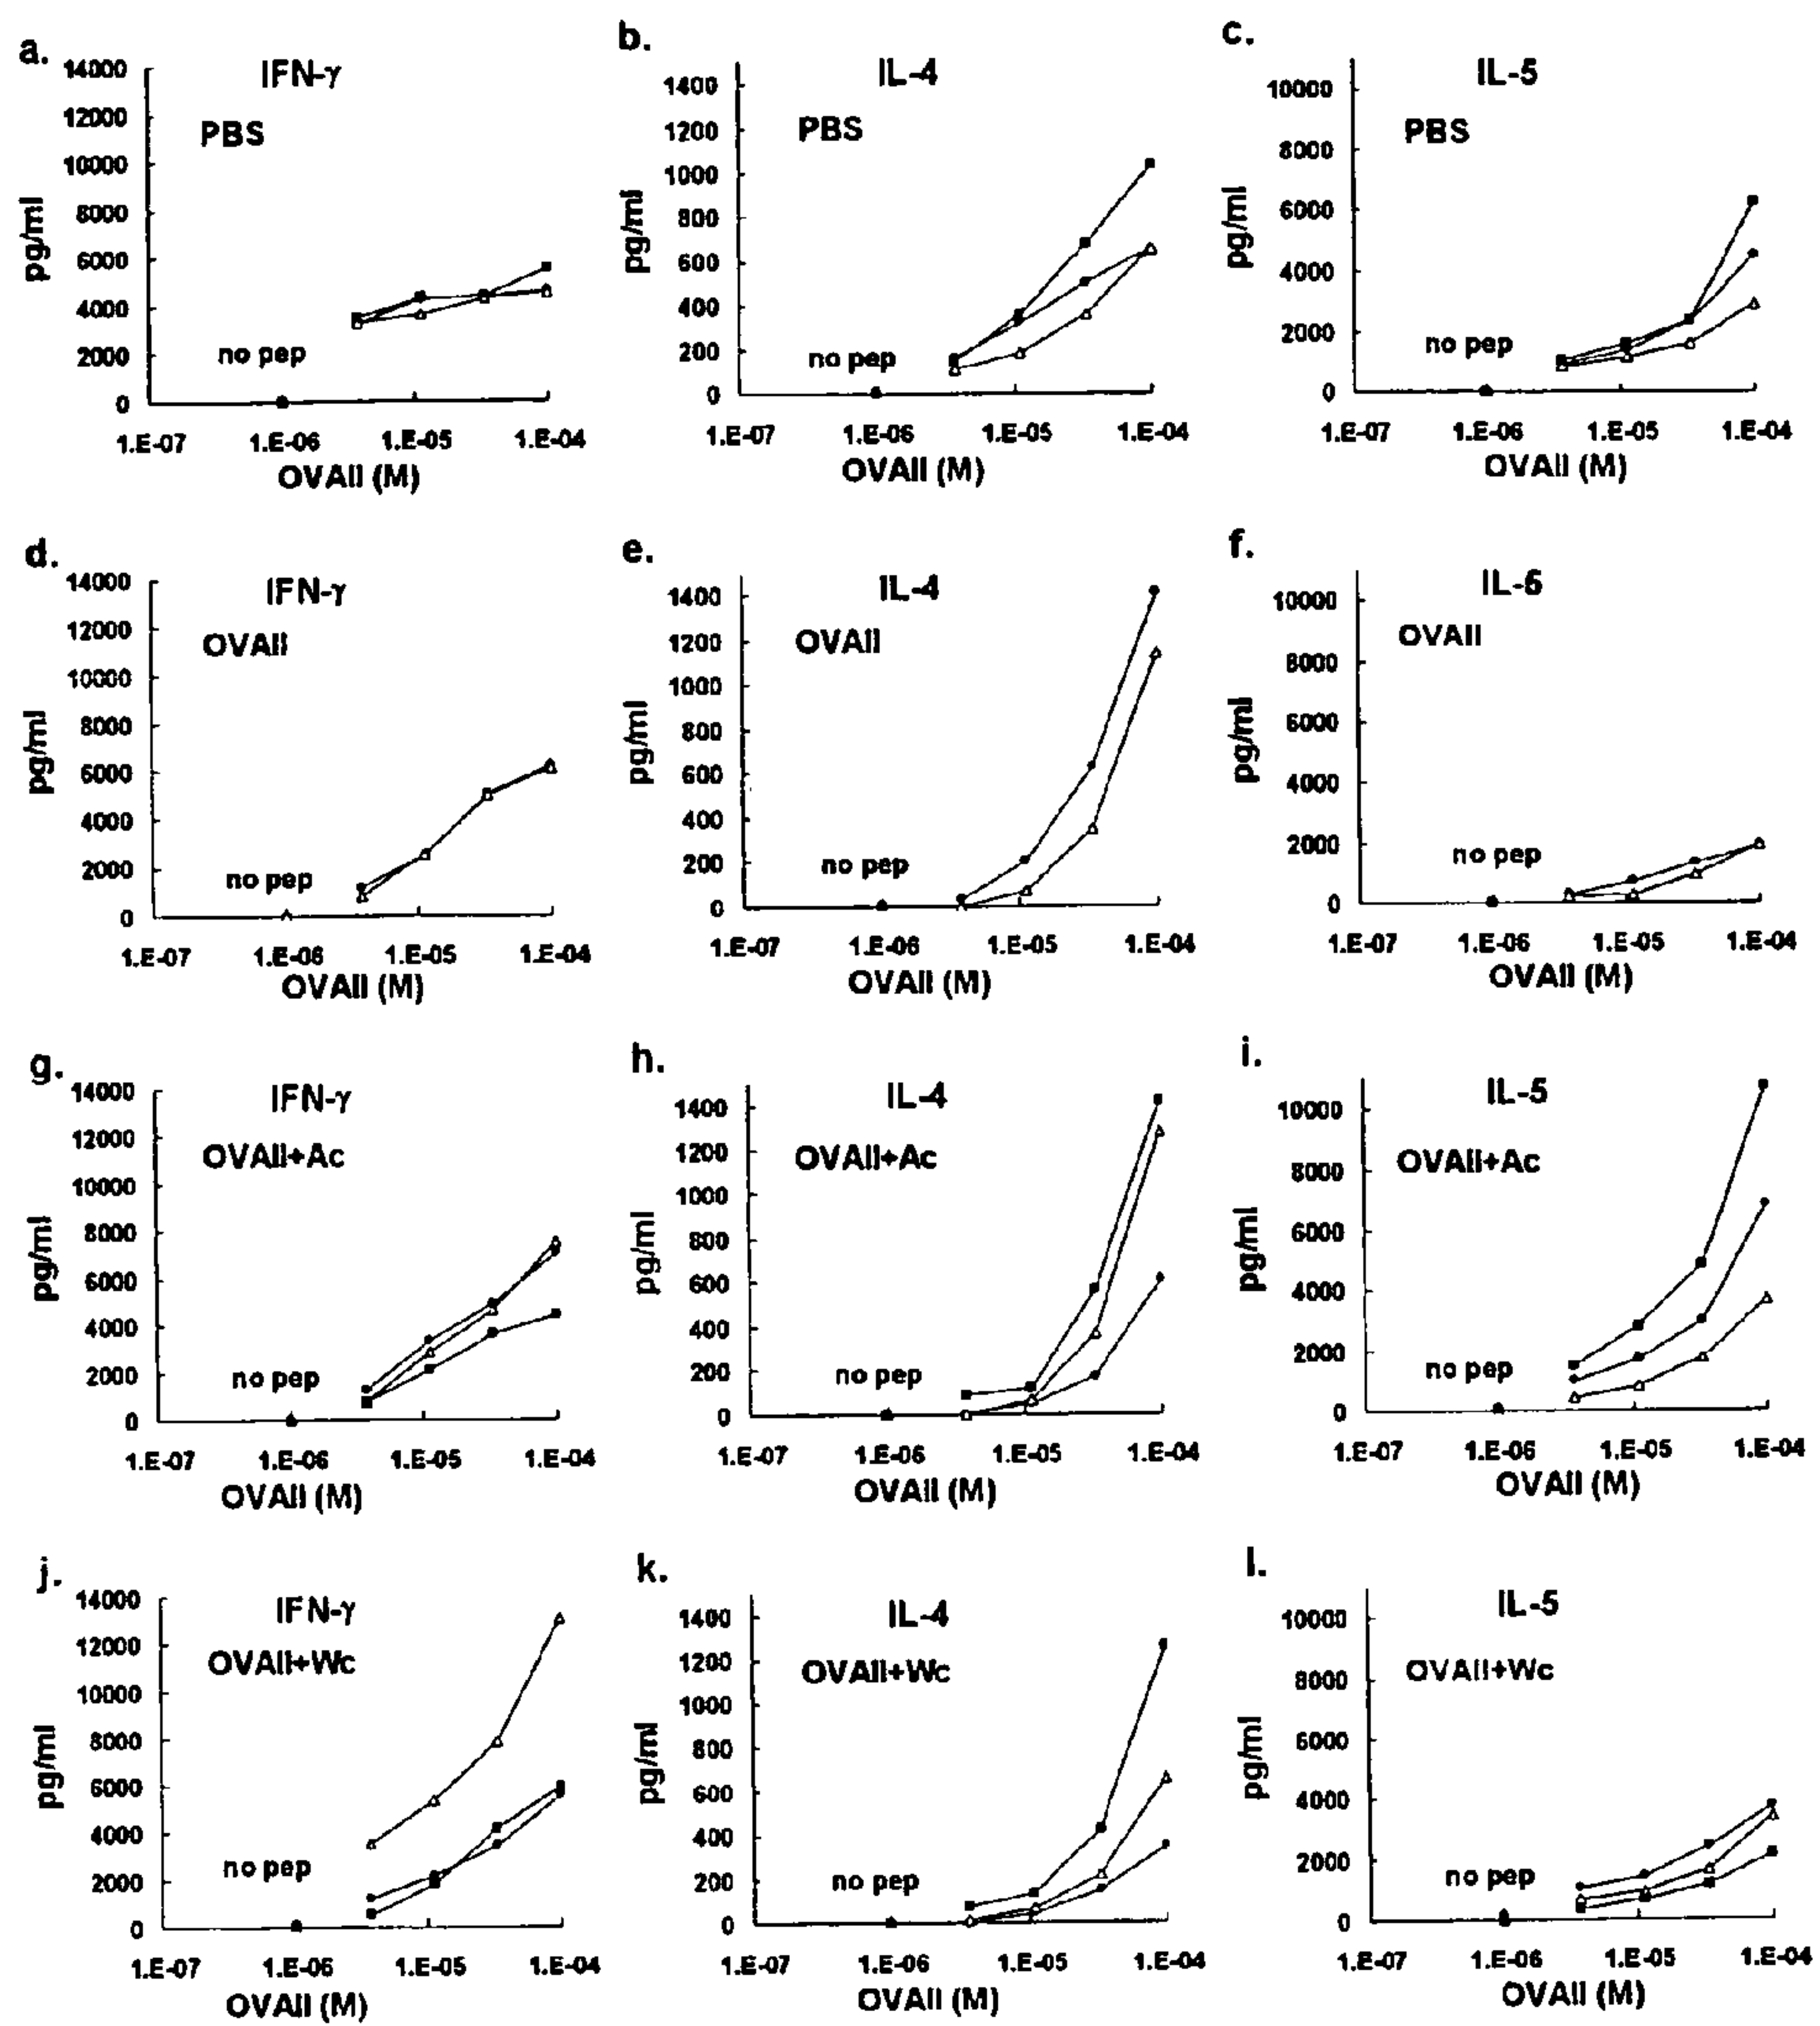 a.
IFN-γ
PBS
14000
12000
10000
8000
6000
4000
2000
0
pg/ml
no pep
1.E-07 1.E-06 1.E-05 1.E-04
OVAII (M)
b.
IL-4
PBS
1400
1200
1000
800
600
400
200
0
pg/ml
no pep
1.E-07 1.E-06 1.E-05 1.E-04
OVAII (M)
c.
IL-5
PBS
10000
8000
6000
4000
2000
0
pg/ml
no pep
1.E-07 1.E-06 1.E-05 1.E-04
OVAII (M)
d.
IFN-γ
OVAII
14000
12000
10000
8000
6000
4000
2000
0
pg/ml
no pep
1.E-07 1.E-06 1.E-05 1.E-04
OVAII (M)
e.
IL-4
OVAII
1400
1200
1000
800
600
400
200
0
pg/ml
no pep
1.E-07 1.E-06 1.E-05 1.E-04
OVAII (M)
f.
IL-5
OVAII
10000
8000
6000
4000
2000
0
pg/ml
no pep
1.E-07 1.E-06 1.E-05 1.E-04
OVAII (M)
g.
IFN-γ
OVAII+Ac
14000
12000
10000
8000
6000
4000
2000
0
pg/ml
no pep
1.E-07 1.E-06 1.E-05 1.E-04
OVAII (M)
h.
IL-4
OVAII+Ac
1400
1200
1000
800
600
400
200
0
pg/ml
no pep
1.E-07 1.E-06 1.E-05 1.E-04
OVAII (M)
i.
IL-5
OVAII+Ac
10000
8000
6000
4000
2000
0
pg/ml
no pep
1.E-07 1.E-06 1.E-05 1.E-04
OVAII (M)
j.
IFN-γ
OVAII+Wc
14000
12000
10000
8000
6000
4000
2000
0
pg/ml
no pep
1.E-07 1.E-06 1.E-05 1.E-04
OVAII (M)
k.
IL-4
OVAII+Wc
1400
1200
1000
800
600
400
200
0
pg/ml
no pep
1.E-07 1.E-06 1.E-05 1.E-04
OVAII (M)
l.
IL-5
OVAII+Wc
10000
8000
6000
4000
2000
0
pg/ml
no pep
1.E-07 1.E-06 1.E-05 1.E-04
OVAII (M)